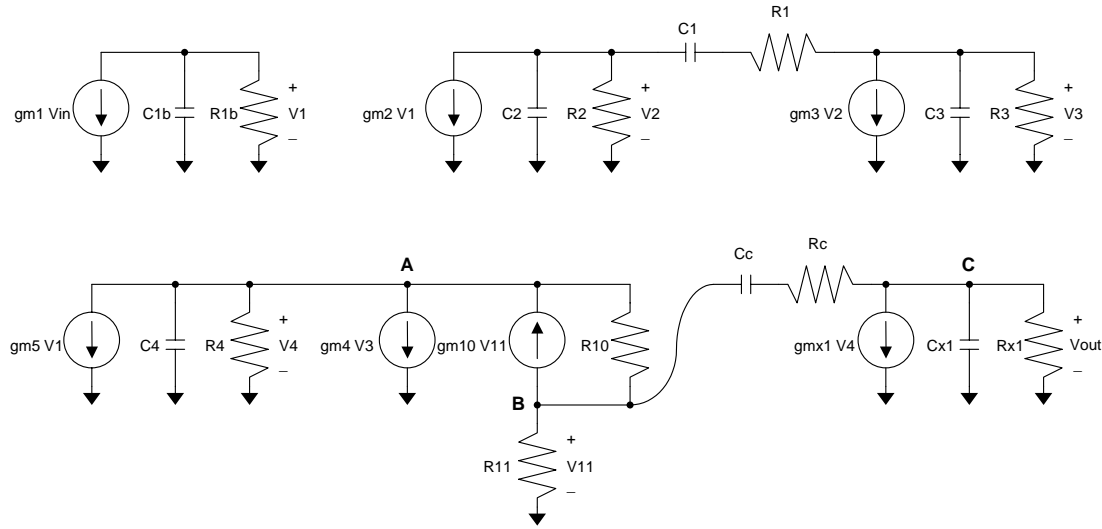 C1
R1
gm1 Vin
C1b
R1b
+
V1
_
gm2 V1
C2
R2
+
V2
_
gm3 V2
C3
R3
+
V3
_
A
Cc
Rc
C
gm5 V1
C4
R4
+
V4
_
gm4 V3
gm10 V11
R10
gmx1 V4
Cx1
Rx1
+
Vout
_
B
R11
+
V11
_